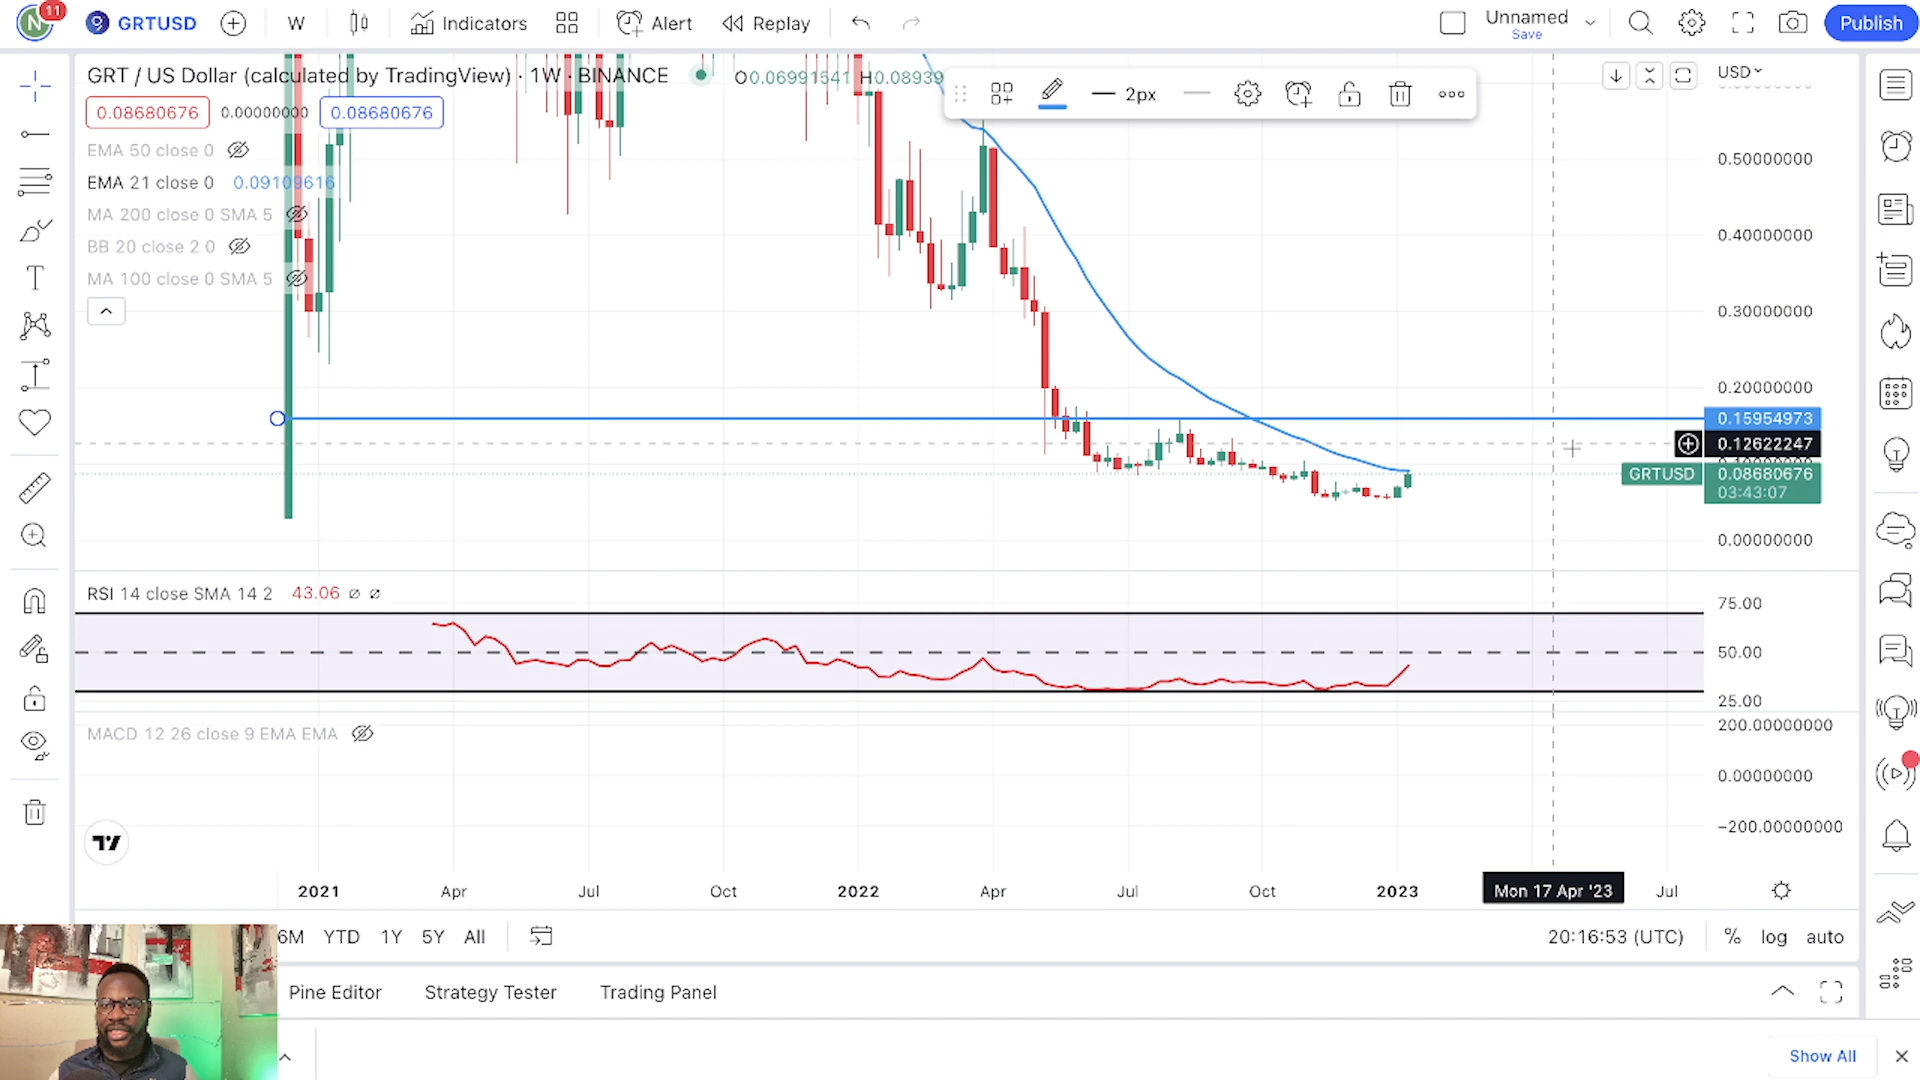 11
N
GRTUSD
W
Indicators
Alert
Replay
Unnamed
Save
Publish
GRT / US Dollar (calculated by TradingView) · 1W · BINANCE
O0.06991541 H0.08939
2px
USD
0.08680676
0.00000000
0.08680676
EMA 50 close 0
EMA 21 close 0 0.09109616
MA 200 close 0 SMA 5
BB 20 close 2 0
MA 100 close 0 SMA 5
0.50000000
0.40000000
0.30000000
0.20000000
0.15954973
0.12622247
GRTUSD
0.08680676
03:43:07
0.00000000
RSI 14 close SMA 14 2 43.06 ∅ ∅
75.00
50.00
25.00
MACD 12 26 close 9 EMA EMA
200.00000000
0.00000000
−200.00000000
2021 Apr Jul Oct 2022 Apr Jul Oct 2023 Mon 17 Apr '23 Jul
6M YTD 1Y 5Y All
20:16:53 (UTC) % log auto
Pine Editor Strategy Tester Trading Panel
Show All